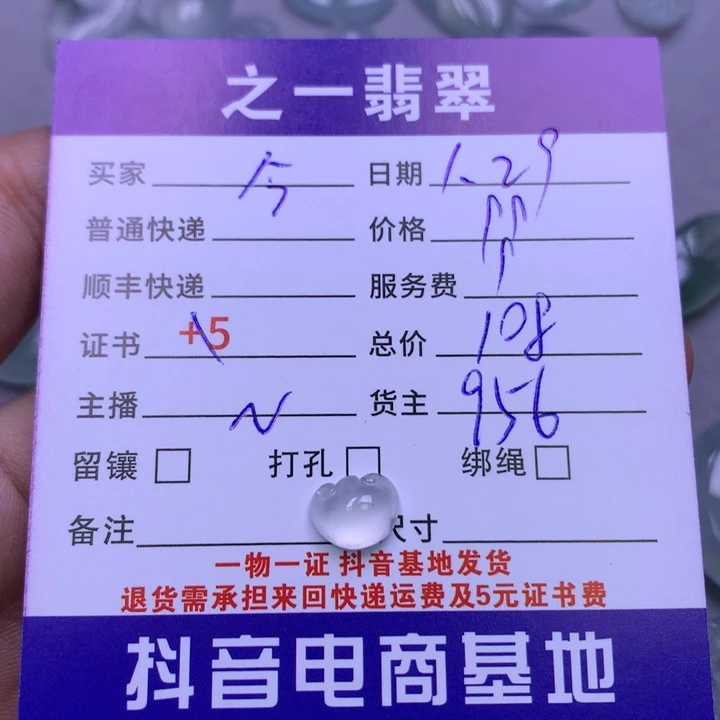 之一翡翠
买家 今 日期 1.29
普通快递 价格
顺丰快递 服务费
证书 +5 总价 108
主播 N 货主 956
留镶 打孔 绑绳
备注 尺寸
一物一证 抖音基地发货
退货需承担来回快递运费及5元证书费
抖音电商基地